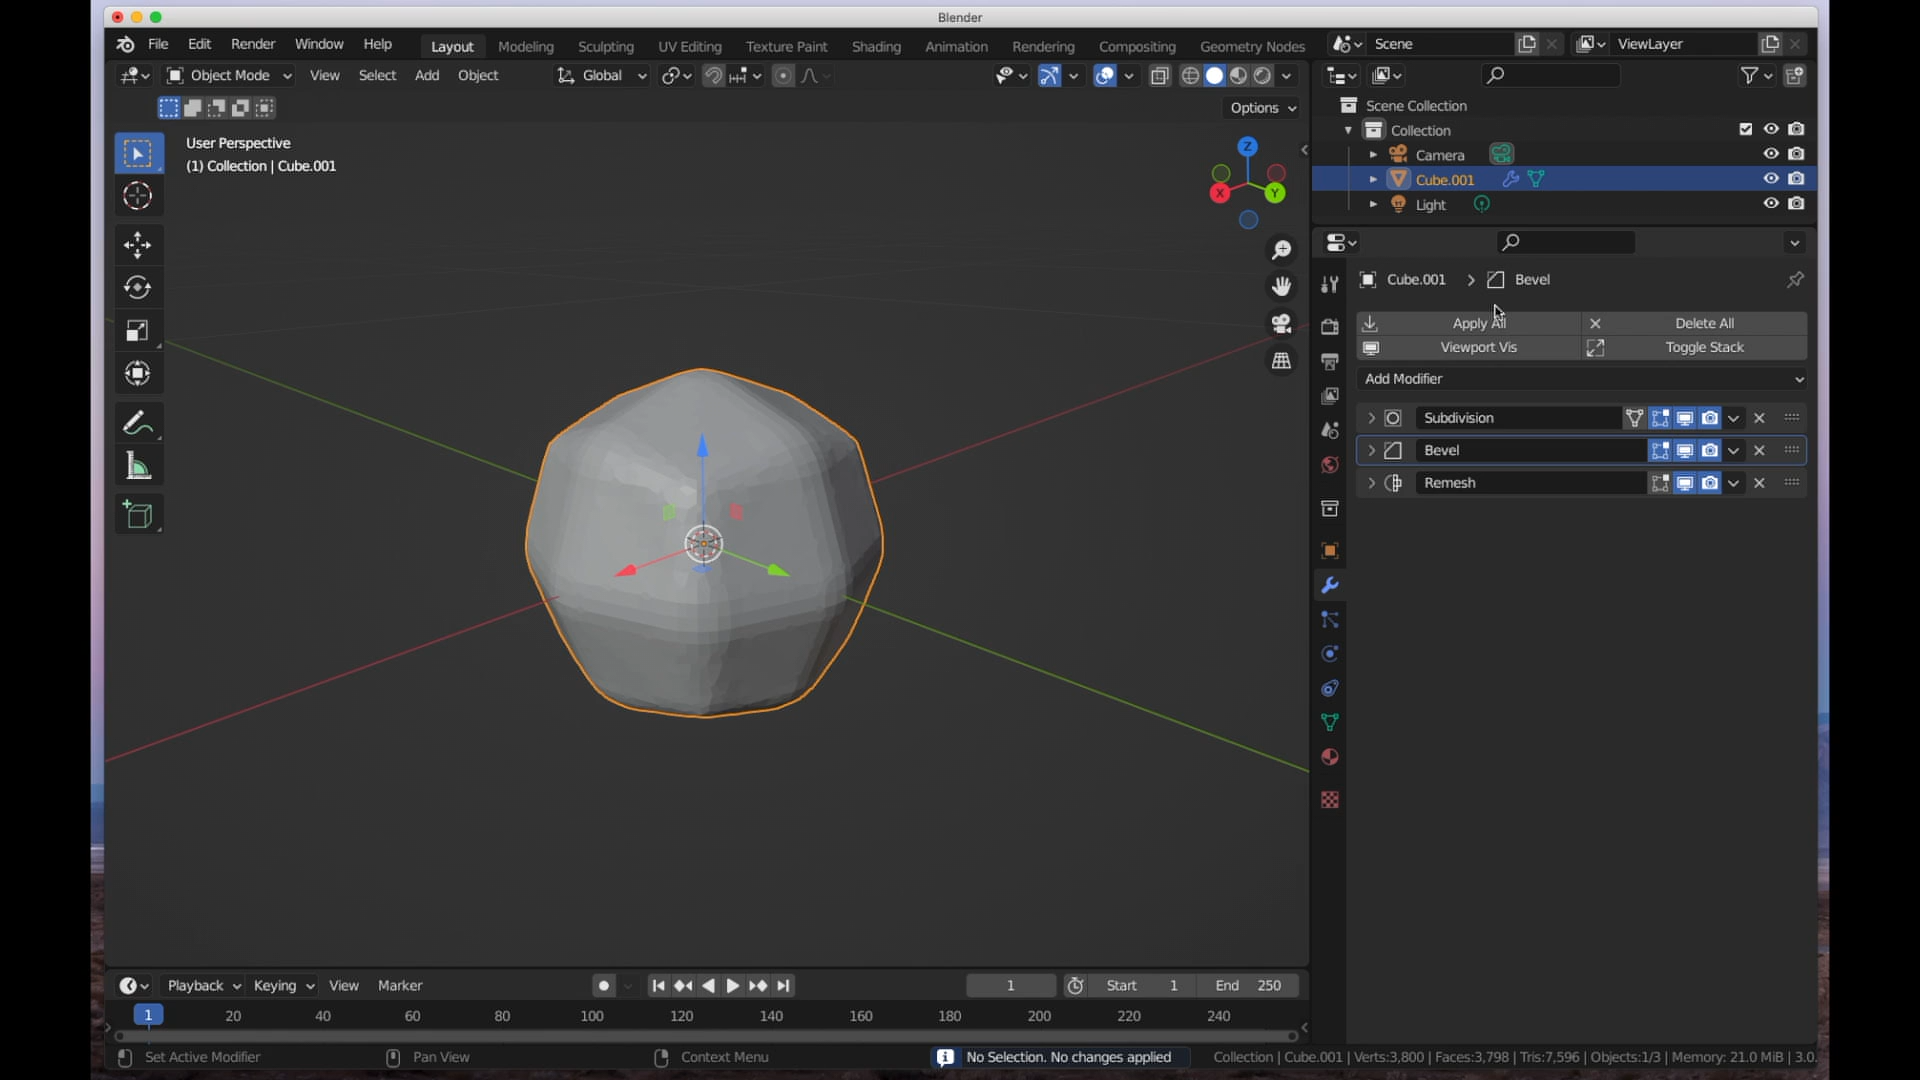 Blender
File Edit Render Window Help
Layout Modeling Sculpting UV Editing Texture Paint Shading Animation Rendering Compositing Geometry Nodes
Scene
ViewLayer
Object Mode View Select Add Object
Global
Options
User Perspective
(1) Collection | Cube.001
Z
X
Y
Scene Collection
Collection
Camera
Cube.001
Light
Cube.001 > Bevel
Apply All
Delete All
Viewport Vis
Toggle Stack
Add Modifier
Subdivision
Bevel
Remesh
Playback Keying View Marker
1
Start 1
End 250
1 20 40 60 80 100 120 140 160 180 200 220 240
Set Active Modifier
Pan View
Context Menu
No Selection. No changes applied
Collection | Cube.001 | Verts:3,800 | Faces:3,798 | Tris:7,596 | Objects:1/3 | Memory: 21.0 MiB | 3.0.